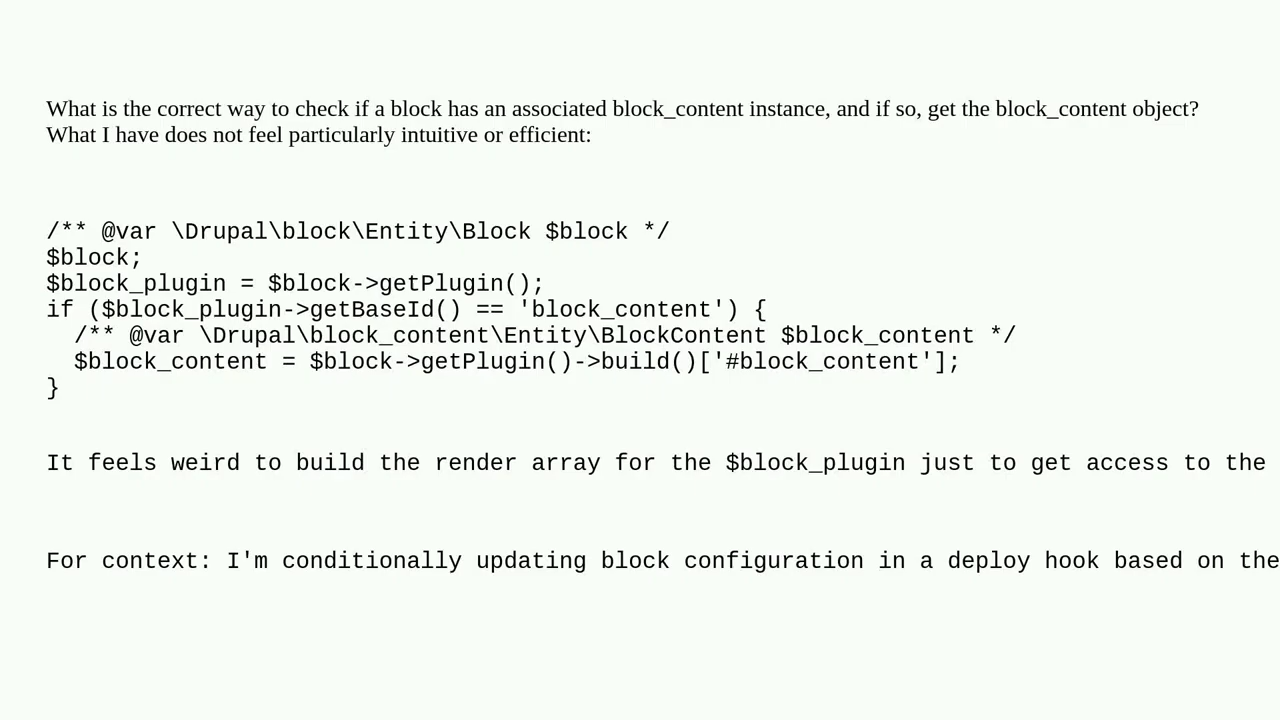 What is the correct way to check if a block has an associated block_content instance, and if so, get the block_content object?
What I have does not feel particularly intuitive or efficient:
/** @var \Drupal\block\Entity\Block $block */
$block;
$block_plugin = $block->getPlugin();
if ($block_plugin->getBaseId() == 'block_content') {
  /** @var \Drupal\block_content\Entity\BlockContent $block_content */
  $block_content = $block->getPlugin()->build()['#block_content'];
}
It feels weird to build the render array for the $block_plugin just to get access to the
For context: I'm conditionally updating block configuration in a deploy hook based on the